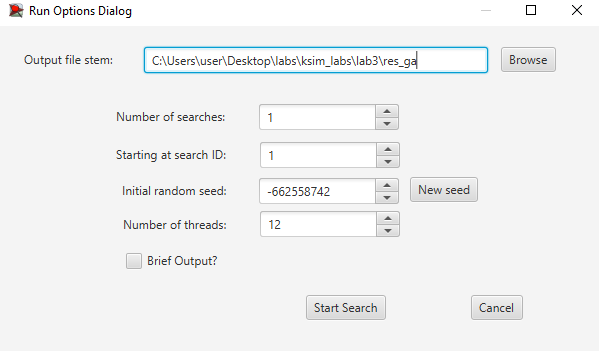 Run Options Dialog
Output file stem: C:\Users\user\Desktop\labs\ksim_labs\lab3\res_ga Browse
Number of searches: 1
Starting at search ID: 1
Initial random seed: -662558742 New seed
Number of threads: 12
Brief Output?
Start Search Cancel